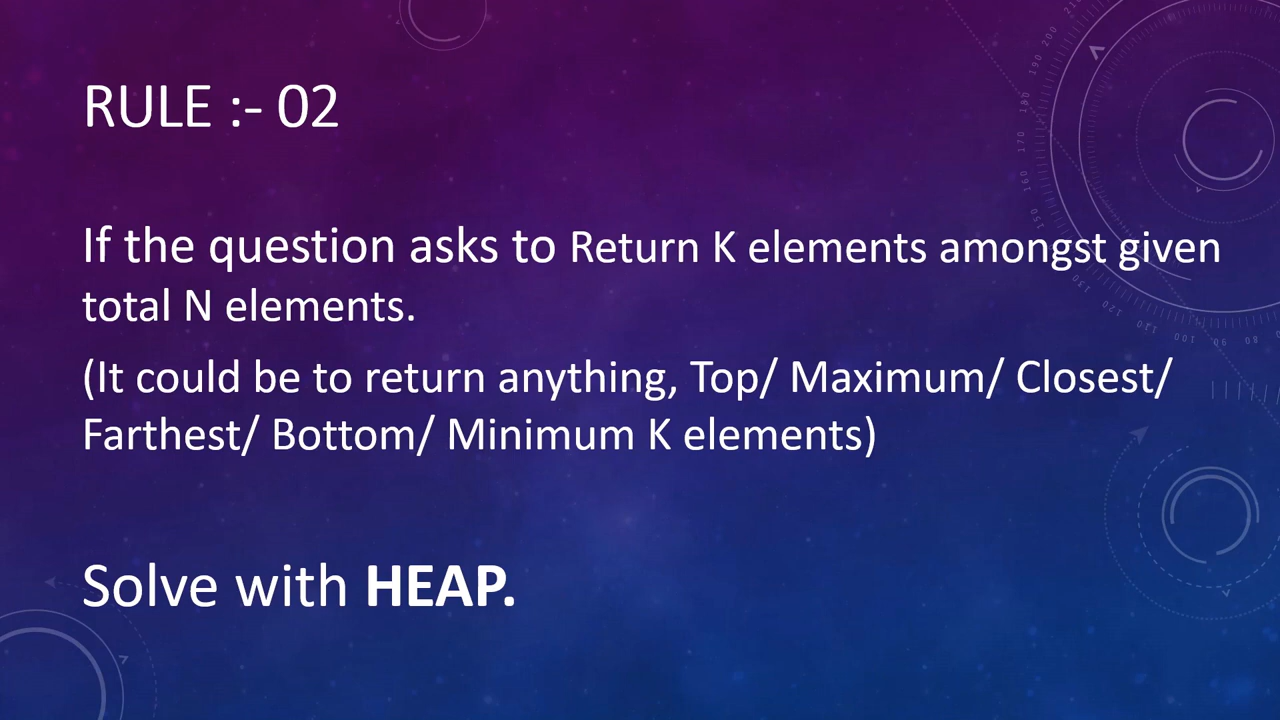 RULE :- 02
If the question asks to Return K elements amongst given
total N elements.
(It could be to return anything, Top/ Maximum/ Closest/
Farthest/ Bottom/ Minimum K elements)
Solve with HEAP.